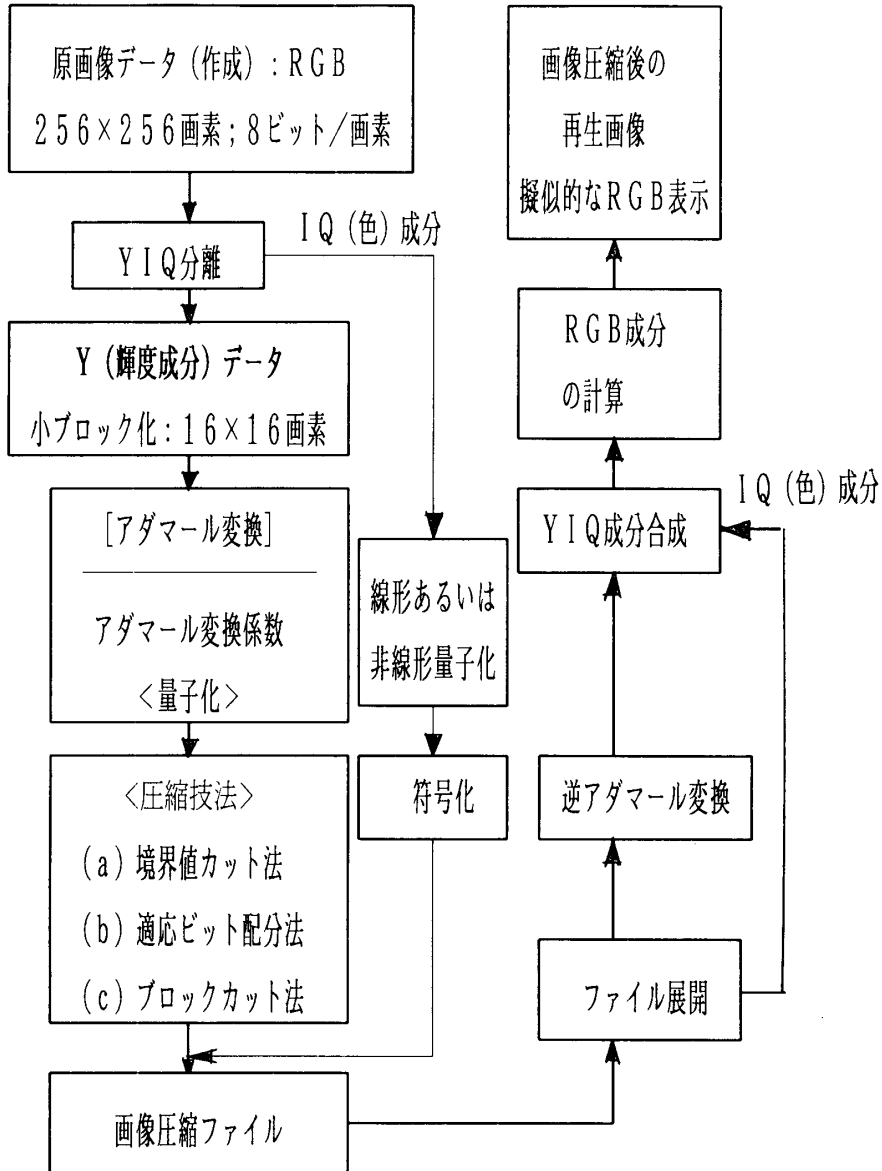 原画像データ（作成）：RGB
256×256画素；8ビット／画素
YIQ分離
IQ（色）成分
Y（輝度成分）データ
小ブロック化：16×16画素
[アダマール変換]
アダマール変換係数
＜量子化＞
線形あるいは
非線形量子化
＜圧縮技法＞
(a)境界値カット法
(b)適応ビット配分法
(c)ブロックカット法
符号化
画像圧縮ファイル
画像圧縮後の
再生画像
擬似的なRGB表示
RGB成分
の計算
IQ（色）成分
YIQ成分合成
逆アダマール変換
ファイル展開